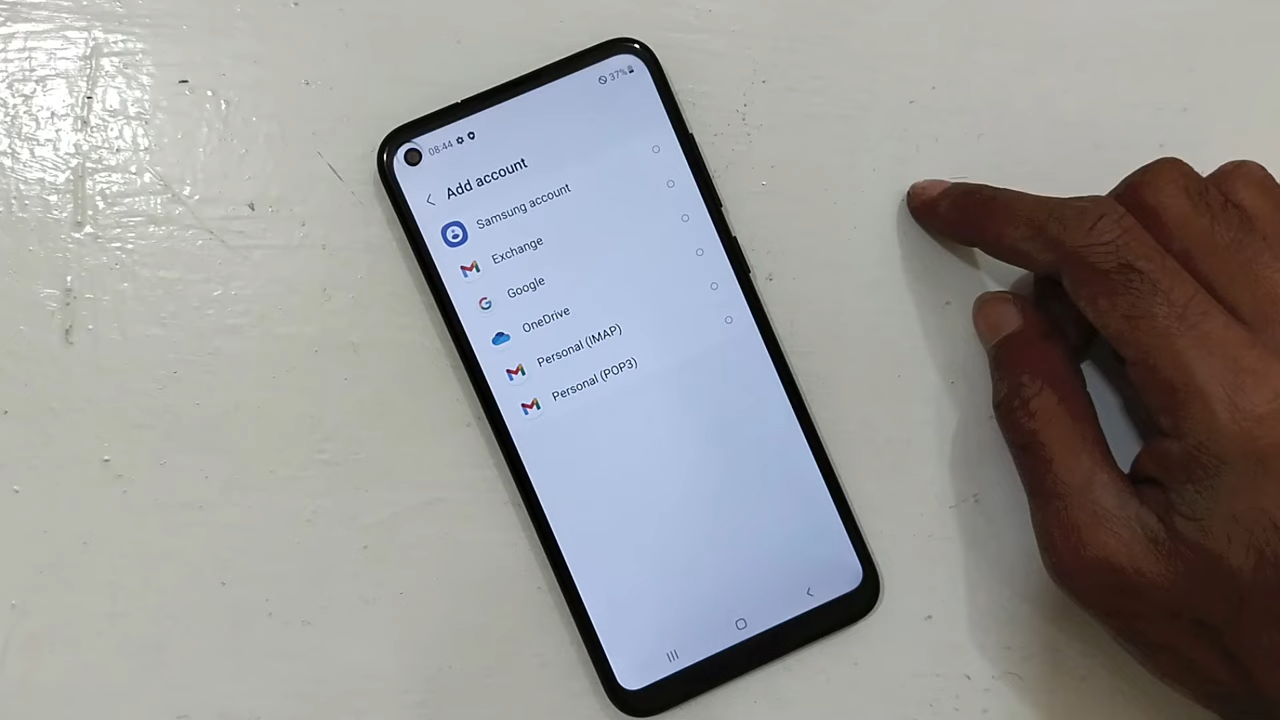 08:44
37%
Add account
Samsung account
Exchange
Google
OneDrive
Personal (IMAP)
Personal (POP3)